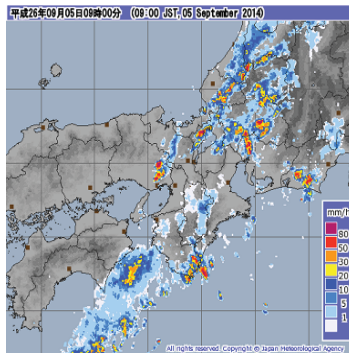 平成26年09月05日09時00分 (09:00 JST, 05 September 2014)
mm/h
80
50
30
20
10
5
1
All rights reserved. Copyright © Japan Meteorological Agency